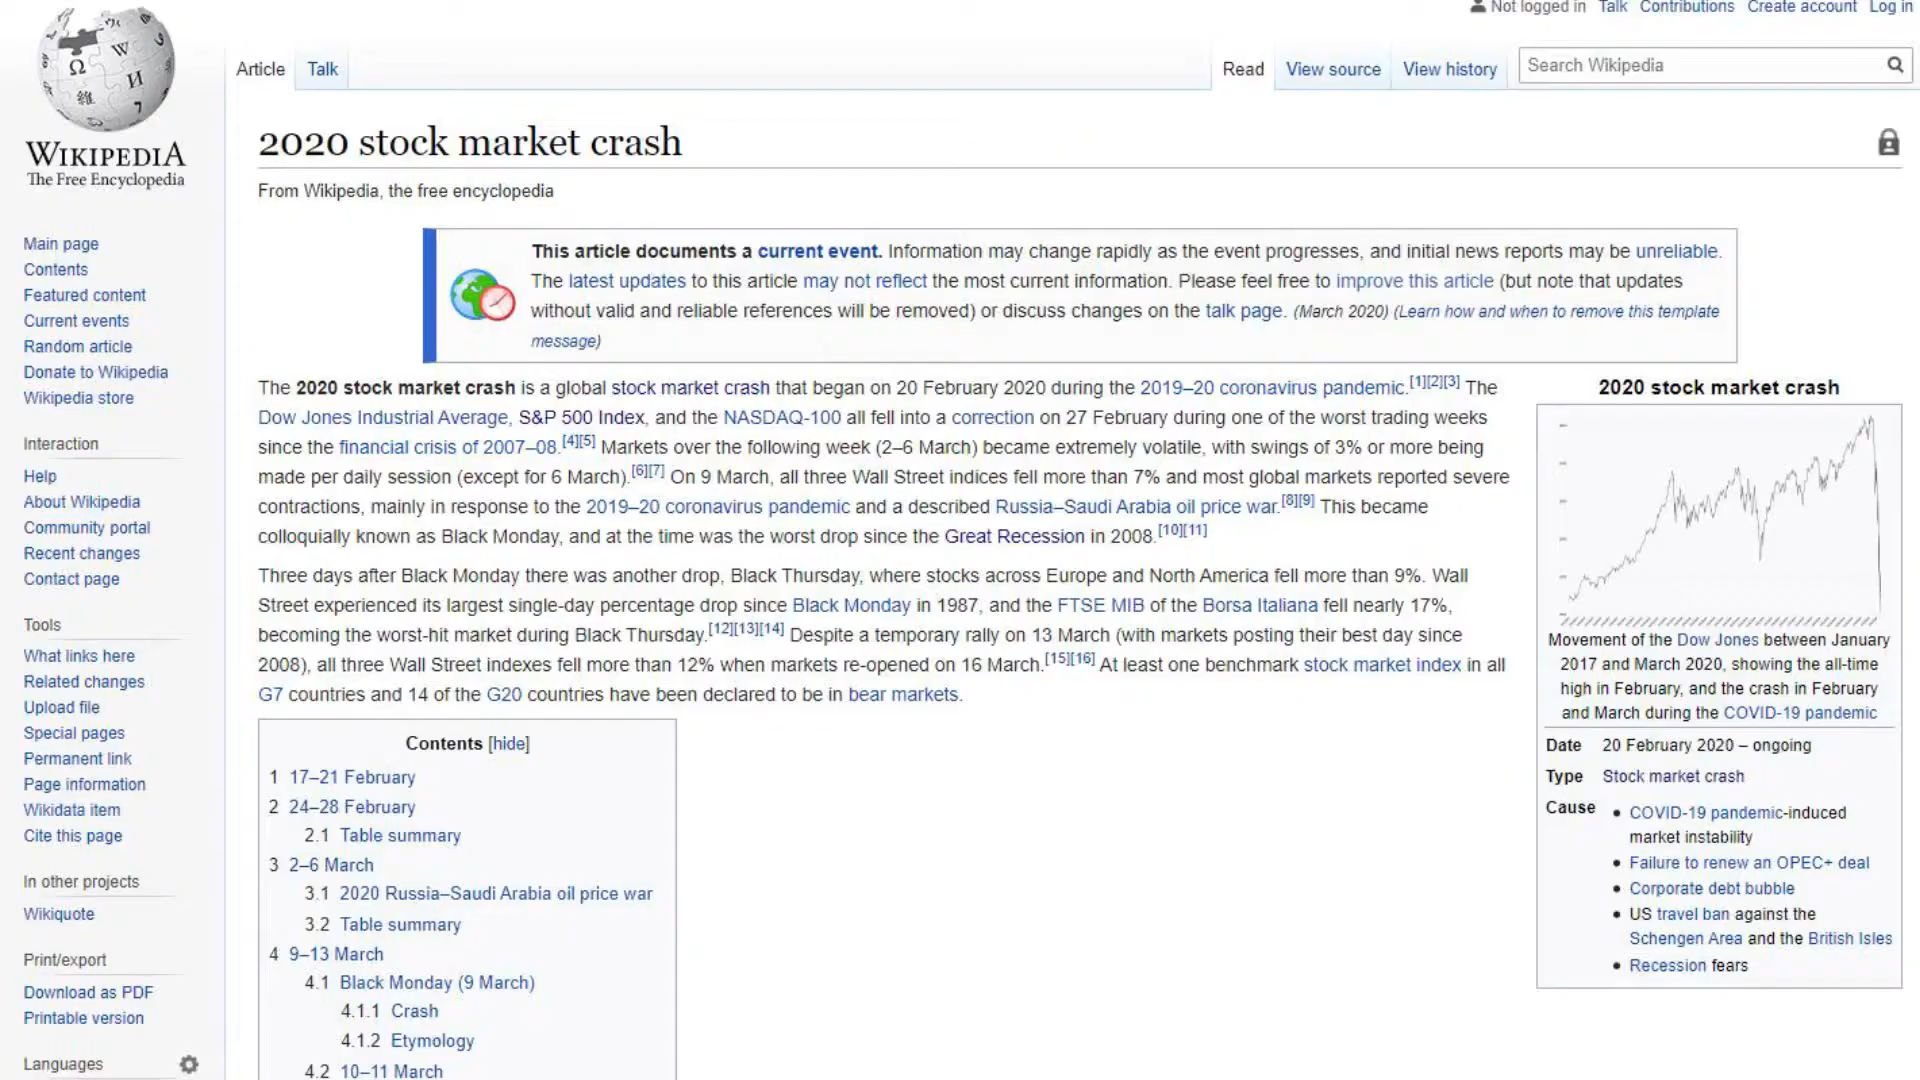 Not logged in Talk Contributions Create account Log in
Article Talk Read View source View history Search Wikipedia
WIKIPEDIA
The Free Encyclopedia
Main page
Contents
Featured content
Current events
Random article
Donate to Wikipedia
Wikipedia store
Interaction
Help
About Wikipedia
Community portal
Recent changes
Contact page
Tools
What links here
Related changes
Upload file
Special pages
Permanent link
Page information
Wikidata item
Cite this page
In other projects
Wikiquote
Print/export
Download as PDF
Printable version
Languages
2020 stock market crash
From Wikipedia, the free encyclopedia
This article documents a current event. Information may change rapidly as the event progresses, and initial news reports may be unreliable.
The latest updates to this article may not reflect the most current information. Please feel free to improve this article (but note that updates
without valid and reliable references will be removed) or discuss changes on the talk page. (March 2020) (Learn how and when to remove this template
message)
The 2020 stock market crash is a global stock market crash that began on 20 February 2020 during the 2019–20 coronavirus pandemic.[1][2][3] The
Dow Jones Industrial Average, S&P 500 Index, and the NASDAQ-100 all fell into a correction on 27 February during one of the worst trading weeks
since the financial crisis of 2007–08.[4][5] Markets over the following week (2–6 March) became extremely volatile, with swings of 3% or more being
made per daily session (except for 6 March).[6][7] On 9 March, all three Wall Street indices fell more than 7% and most global markets reported severe
contractions, mainly in response to the 2019–20 coronavirus pandemic and a described Russia–Saudi Arabia oil price war.[8][9] This became
colloquially known as Black Monday, and at the time was the worst drop since the Great Recession in 2008.[10][11]
Three days after Black Monday there was another drop, Black Thursday, where stocks across Europe and North America fell more than 9%. Wall
Street experienced its largest single-day percentage drop since Black Monday in 1987, and the FTSE MIB of the Borsa Italiana fell nearly 17%,
becoming the worst-hit market during Black Thursday.[12][13][14] Despite a temporary rally on 13 March (with markets posting their best day since
2008), all three Wall Street indexes fell more than 12% when markets re-opened on 16 March.[15][16] At least one benchmark stock market index in all
G7 countries and 14 of the G20 countries have been declared to be in bear markets.
Contents [hide]
1 17–21 February
2 24–28 February
2.1 Table summary
3 2–6 March
3.1 2020 Russia–Saudi Arabia oil price war
3.2 Table summary
4 9–13 March
4.1 Black Monday (9 March)
4.1.1 Crash
4.1.2 Etymology
4.2 10–11 March
2020 stock market crash
Movement of the Dow Jones between January
2017 and March 2020, showing the all-time
high in February, and the crash in February
and March during the COVID-19 pandemic
Date 20 February 2020 – ongoing
Type Stock market crash
Cause • COVID-19 pandemic-induced
market instability
• Failure to renew an OPEC+ deal
• Corporate debt bubble
• US travel ban against the
Schengen Area and the British Isles
• Recession fears